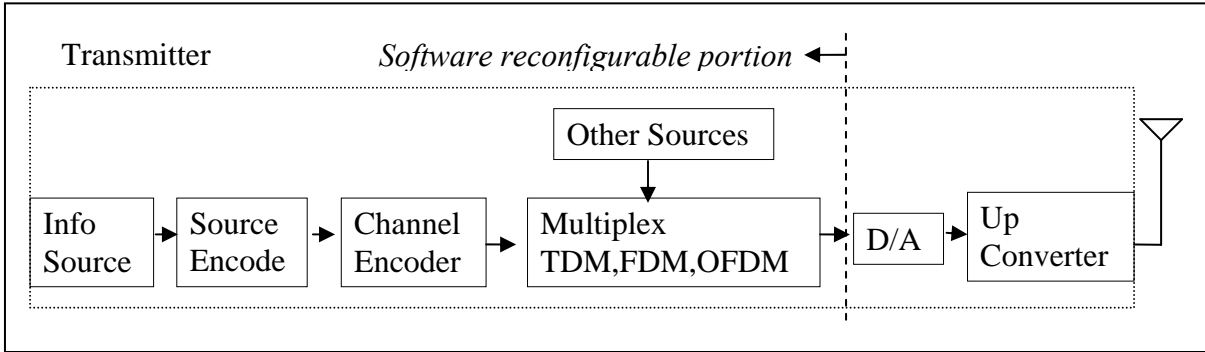 Transmitter
Software reconfigurable portion
Other Sources
Info
Source
Source
Encode
Channel
Encoder
Multiplex
TDM,FDM,OFDM
D/A
Up
Converter